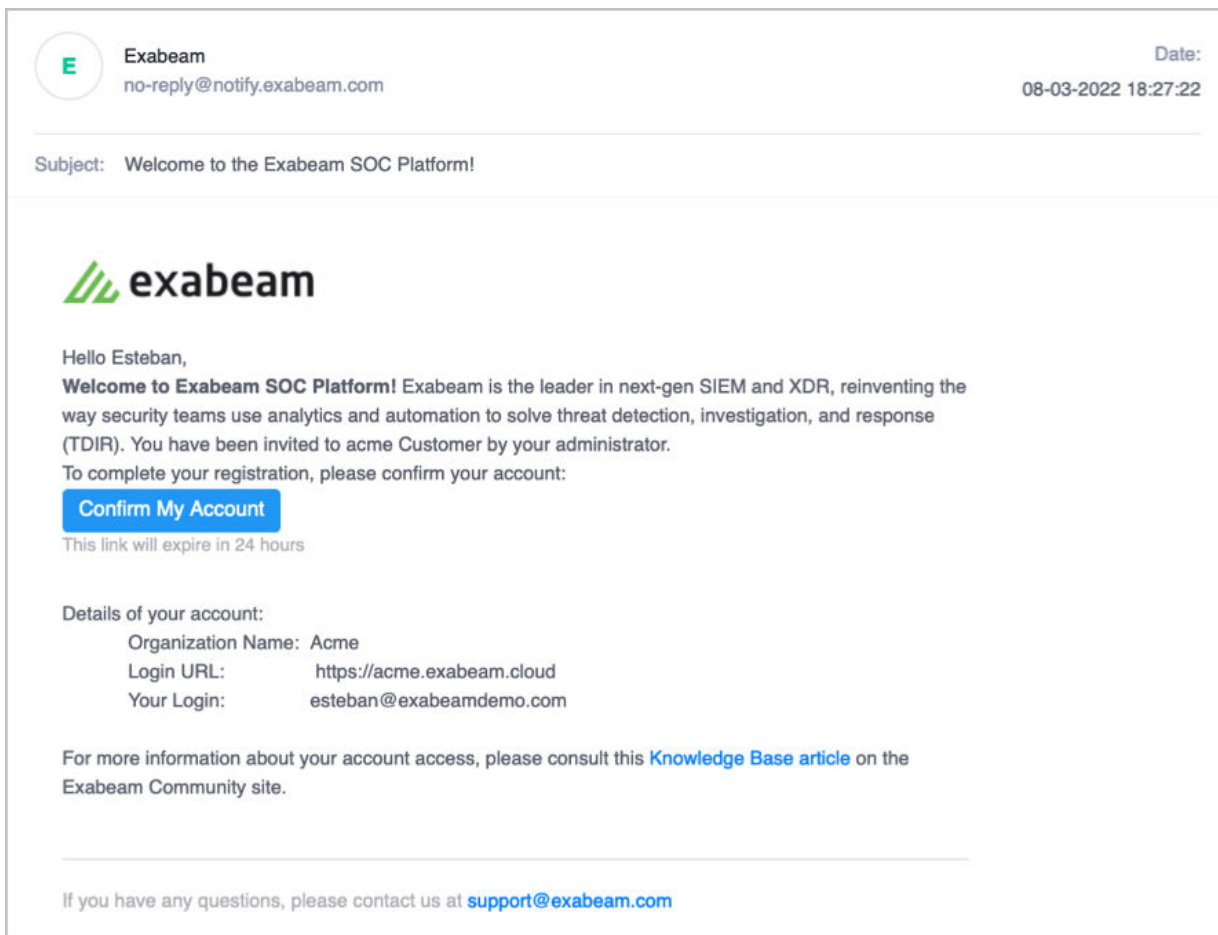 E
Exabeam
Date:
no-reply@notify.exabeam.com
08-03-2022 18:27:22
Subject: Welcome to the Exabeam SOC Platform!
exabeam
Hello Esteban,
Welcome to Exabeam SOC Platform! Exabeam is the leader in next-gen SIEM and XDR, reinventing the
way security teams use analytics and automation to solve threat detection, investigation, and response
(TDIR). You have been invited to acme Customer by your administrator.
To complete your registration, please confirm your account:
Confirm My Account
This link will expire in 24 hours
Details of your account:
Organization Name: Acme
Login URL: https://acme.exabeam.cloud
Your Login: esteban@exabeamdemo.com
For more information about your account access, please consult this Knowledge Base article on the
Exabeam Community site.
If you have any questions, please contact us at support@exabeam.com